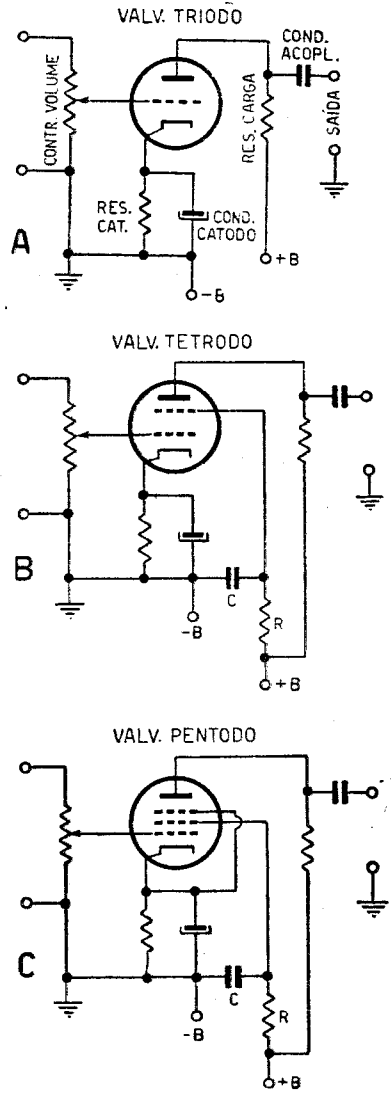 VALV. TRIODO
COND.
ACOPL.
CONTR. VOLUME
RES. CARGA
SAÍDA
RES.
CAT.
COND.
CATODO
A
+B
-B
VALV. TETRODO
B
C
-B
R
+B
VALV. PENTODO
C
C
-B
R
+B